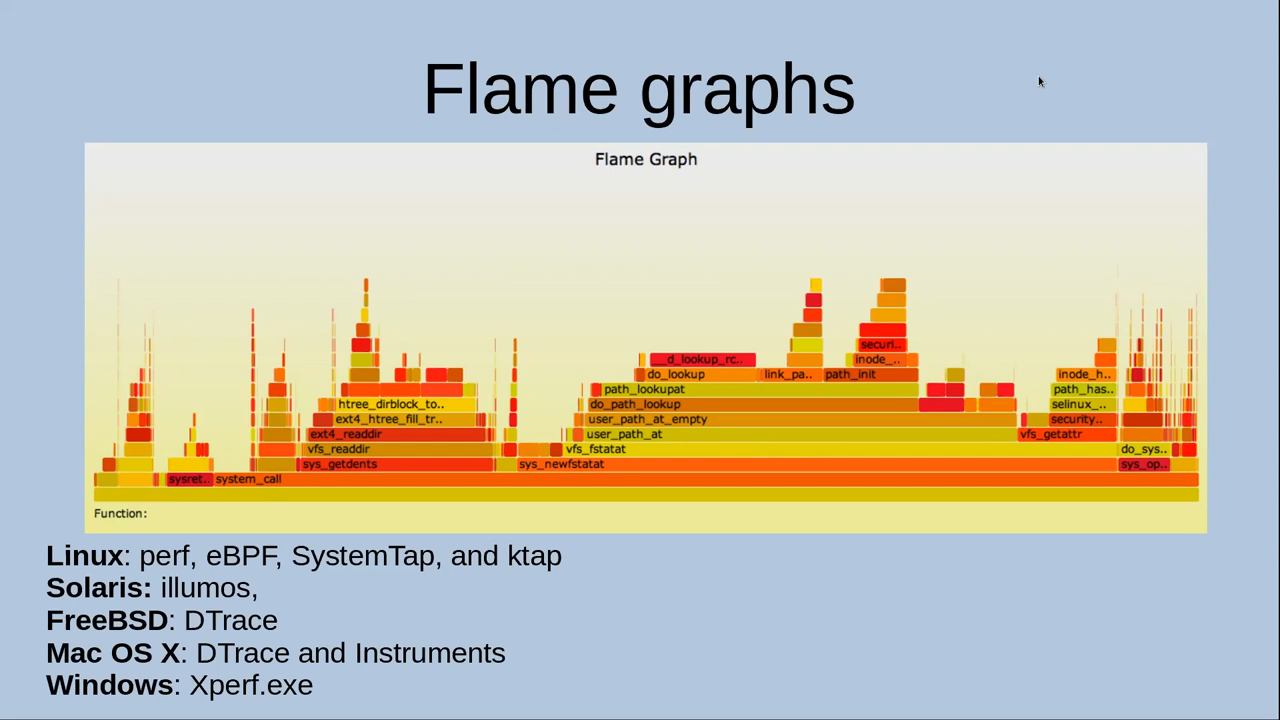 Flame graphs
Flame Graph
__d_lookup_rc..
securi..
inode_..
do_lookup
link_pa..
path_init
inode_h..
path_lookupat
path_has..
htree_dirblock_to..
do_path_lookup
selinux_..
ext4_htree_fill_tr..
user_path_at_empty
security..
ext4_readdir
user_path_at
vfs_getattr
vfs_readdir
vfs_fstatat
do_sys..
sys_getdents
sys_newfstatat
sys_op..
sysret..
system_call
Function:
Linux: perf, eBPF, SystemTap, and ktap
Solaris: illumos,
FreeBSD: DTrace
Mac OS X: DTrace and Instruments
Windows: Xperf.exe